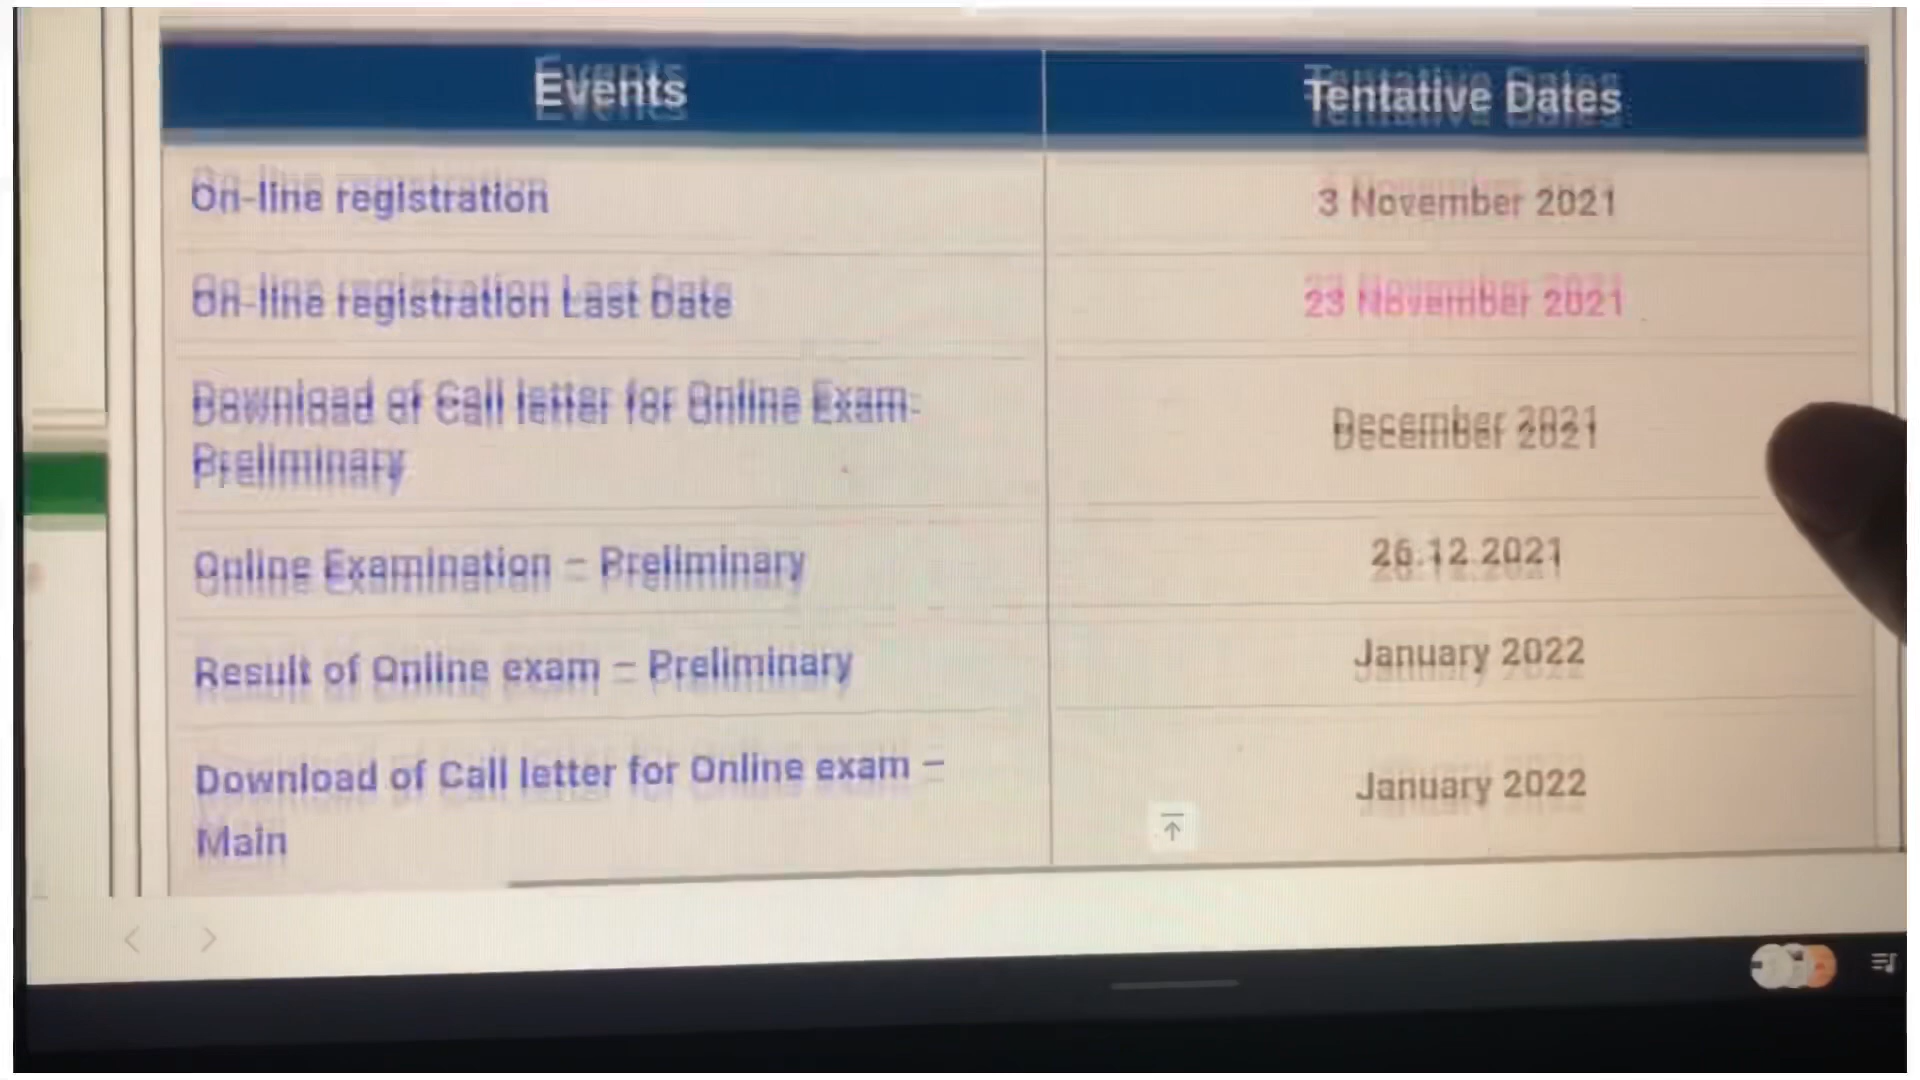 Events
Tentative Dates
On-line registration
3 November 2021
On-line registration Last Date
23 November 2021
Download of Call letter for Online Exam-
Preliminary
December 2021
Online Examination – Preliminary
26.12.2021
Result of Online exam – Preliminary
January 2022
Download of Call letter for Online exam –
Main
January 2022